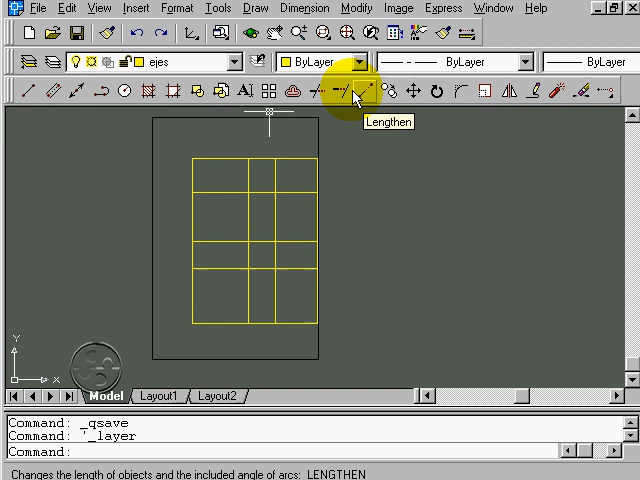 File Edit View Insert Format Tools Draw Dimension Modify Image Express Window Help
ejes ByLayer ByLayer ByLayer
A
Lengthen
Y
X
Model Layout1 Layout2
Command: _qsave
Command: '_layer
Command:
Changes the length of objects and the included angle of arcs: LENGTHEN